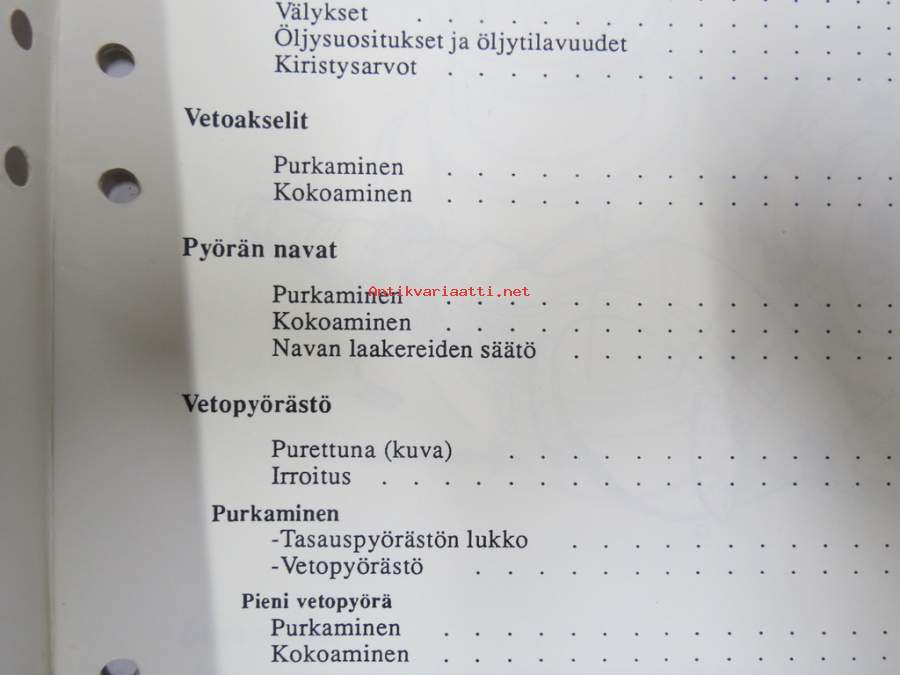 Välykset . . . . . . . . . . . . . . .
Öljysuositukset ja öljytilavuudet . . . . . . . .
Kiristysarvot . . . . . . . . . . . . . . .
Vetoakselit
Purkaminen . . . . . . . . . . . . . . .
Kokoaminen . . . . . . . . . . . . . . .
Pyörän navat
Purkaminen . . . . . . . . . . . . . . .
Antikvariaatti.net
Kokoaminen . . . . . . . . . . . . . . .
Navan laakereiden säätö . . . . . . . . . . .
Vetopyörästö
Purettuna (kuva) . . . . . . . . . . . . .
Irroitus . . . . . . . . . . . . . . . . .
Purkaminen
-Tasauspyörästön lukko . . . . . . . . . . .
-Vetopyörästö . . . . . . . . . . . . . .
Pieni vetopyörä
Purkaminen . . . . . . . . . . . . . . .
Kokoaminen . . . . . . . . . . . . . . .